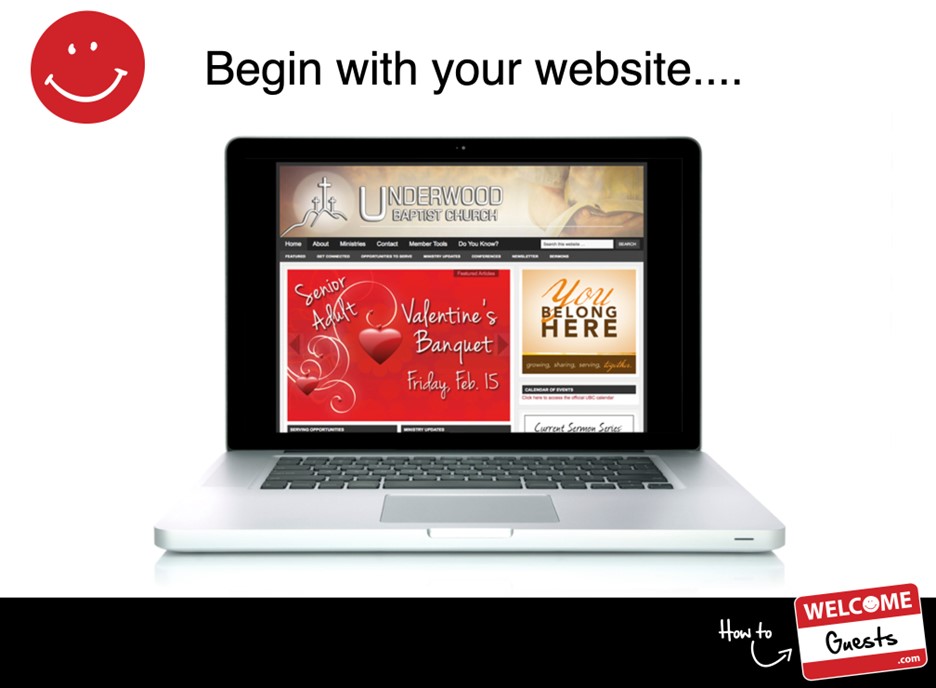 Begin with your website....
UNDERWOOD
BAPTIST CHURCH
Home About Ministries Contact Member Tools Do You Know? Search this website ... SEARCH
FEATURED GET CONNECTED OPPORTUNITIES TO SERVE MINISTRY UPDATES CONFERENCES NEWSLETTER SERMONS
Featured Articles
Senior
Adult
Valentine's
Banquet
Friday, Feb. 15
You
BELONG
HERE
growing, sharing, serving, together
CALENDAR OF EVENTS
Click here to access the official UBC calendar
Current Sermon Series:
SERVING OPPORTUNITIES
MINISTRY UPDATES
How to
WELCOME
Guests
.com